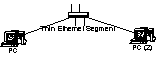 Thin Ethernet Segment
PC
PC (2)